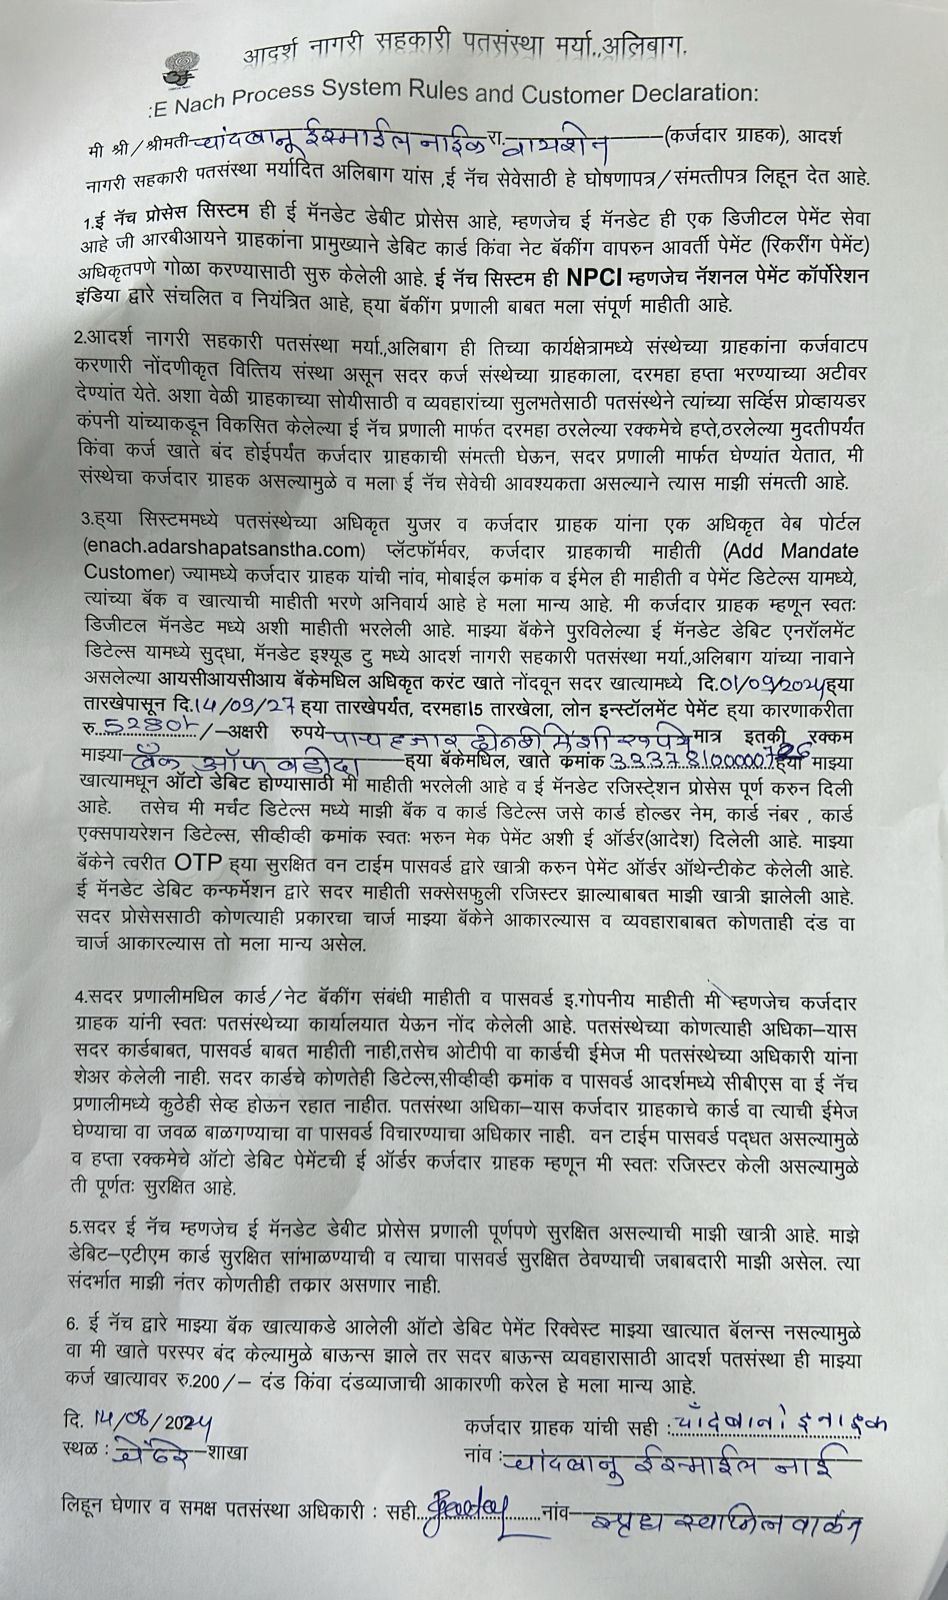 आदर्श नागरी सहकारी पतसंस्था मर्या.,अलिबाग.
:E Nach Process System Rules and Customer Declaration:
मी श्री/श्रीमती चांदबानू ईस्माईल नाईक रा. वायशेत (कर्जदार ग्राहक), आदर्श
नागरी सहकारी पतसंस्था मर्यादित अलिबाग यांस ,ई नॅच सेवेसाठी हे घोषणापत्र/संमत्तीपत्र लिहून देत आहे.
1.ई नॅच प्रोसेस सिस्टम ही ई मॅनडेट डेबीट प्रोसेस आहे, म्हणजेच ई मॅनडेट ही एक डिजीटल पेमेंट सेवा
आहे जी आरबीआयने ग्राहकांना प्रामुख्याने डेबिट कार्ड किंवा नेट बॅकींग वापरुन आवर्ती पेमेंट (रिकरींग पेमेंट)
अधिकृतपणे गोळा करण्यासाठी सुरु केलेली आहे. ई नॅच सिस्टम ही NPCI म्हणजेच नॅशनल पेमेंट कॉर्पोरेशन
इंडिया द्वारे संचलित व नियंत्रित आहे, ह्या बॅकींग प्रणाली बाबत मला संपूर्ण माहीती आहे.
2.आदर्श नागरी सहकारी पतसंस्था मर्या.,अलिबाग ही तिच्या कार्यक्षेत्रामध्ये संस्थेच्या ग्राहकांना कर्जवाटप
करणारी नोंदणीकृत वित्तिय संस्था असून सदर कर्ज संस्थेच्या ग्राहकाला, दरमहा हप्ता भरण्याच्या अटीवर
देण्यांत येते. अशा वेळी ग्राहकाच्या सोयीसाठी व व्यवहारांच्या सुलभतेसाठी पतसंस्थेने त्यांच्या सर्व्हिस प्रोव्हायडर
कंपनी यांच्याकडून विकसित केलेल्या ई नॅच प्रणाली मार्फत दरमहा ठरलेल्या रक्कमेचे हप्ते,ठरलेल्या मुदतीपर्यंत
किंवा कर्ज खाते बंद होईपर्यंत कर्जदार ग्राहकाची संमत्ती घेऊन, सदर प्रणाली मार्फत घेण्यांत येतात, मी
संस्थेचा कर्जदार ग्राहक असल्यामुळे व मला ई नॅच सेवेची आवश्यकता असल्याने त्यास माझी संमत्ती आहे.
3.ह्या सिस्टममध्ये पतसंस्थेच्या अधिकृत युजर व कर्जदार ग्राहक यांना एक अधिकृत वेब पोर्टल
(enach.adarshapatsanstha.com) प्लॅटफॉर्मवर, कर्जदार ग्राहकाची माहीती (Add Mandate
Customer) ज्यामध्ये कर्जदार ग्राहक यांची नांव, मोबाईल क्रमांक व ईमेल ही माहीती व पेमेंट डिटेल्स यामध्ये,
त्यांच्या बॅक व खात्याची माहीती भरणे अनिवार्य आहे हे मला मान्य आहे. मी कर्जदार ग्राहक म्हणून स्वतः
डिजीटल मॅनडेट मध्ये अशी माहीती भरलेली आहे. माझ्या बॅकेने पुरविलेल्या ई मॅनडेट डेबिट एनरॉलमेंट
डिटेल्स यामध्ये सुद्धा, मॅनडेट इश्यूड टु मध्ये आदर्श नागरी सहकारी पतसंस्था मर्या.,अलिबाग यांच्या नावाने
असलेल्या आयसीआयसीआय बॅकेमधिल अधिकृत करंट खाते नोंदवून सदर खात्यामध्ये दि.01/09/2024 ह्या
तारखेपासून दि.14/09/27 ह्या तारखेपर्यंत, दरमहा 15 तारखेला, लोन इन्स्टॉलमेंट पेमेंट ह्या कारणाकरीता
रु. 5280/- /-अक्षरी रुपये पाच हजार दोनशे ऐंशी रुपये मात्र इतकी रक्कम
माझ्या बँक ऑफ बडोदा ह्या बॅकेमधिल, खाते क्रमांक 33378100000726 ह्या माझ्या
खात्यामधून ऑटो डेबिट होण्यासाठी मी माहीती भरलेली आहे व ई मॅनडेट रजिस्ट्रेशन प्रोसेस पूर्ण करुन दिली
आहे. तसेच मी मर्चंट डिटेल्स मध्ये माझी बॅक व कार्ड डिटेल्स जसे कार्ड होल्डर नेम, कार्ड नंबर , कार्ड
एक्सपायरेशन डिटेल्स, सीव्हीव्ही क्रमांक स्वतः भरुन मेक पेमेंट अशी ई ऑर्डर(आदेश) दिलेली आहे. माझ्या
बॅकेने त्वरीत OTP ह्या सुरक्षित वन टाईम पासवर्ड द्वारे खात्री करुन पेमेंट ऑर्डर ऑथेन्टीकेट केलेली आहे.
ई मॅनडेट डेबिट कन्फर्मेशन द्वारे सदर माहीती सक्सेसफुली रजिस्टर झाल्याबाबत माझी खात्री झालेली आहे.
सदर प्रोसेससाठी कोणत्याही प्रकारचा चार्ज माझ्या बॅकेने आकारल्यास व व्यवहाराबाबत कोणताही दंड वा
चार्ज आकारल्यास तो मला मान्य असेल.
4.सदर प्रणालीमधिल कार्ड/नेट बॅकींग संबंधी माहीती व पासवर्ड इ.गोपनीय माहीती मी म्हणजेच कर्जदार
ग्राहक यांनी स्वतः पतसंस्थेच्या कार्यालयात येऊन नोंद केलेली आहे. पतसंस्थेच्या कोणत्याही अधिका–यास
सदर कार्डबाबत, पासवर्ड बाबत माहीती नाही,तसेच ओटीपी वा कार्डची ईमेज मी पतसंस्थेच्या अधिकारी यांना
शेअर केलेली नाही. सदर कार्डचे कोणतेही डिटेल्स,सीव्हीव्ही क्रमांक व पासवर्ड आदर्शमध्ये सीबीएस वा ई नॅच
प्रणालीमध्ये कुठेही सेव्ह होऊन रहात नाहीत. पतसंस्था अधिका–यास कर्जदार ग्राहकाचे कार्ड वा त्याची ईमेज
घेण्याचा वा जवळ बाळगण्याचा वा पासवर्ड विचारण्याचा अधिकार नाही. वन टाईम पासवर्ड पद्धत असल्यामुळे
व हप्ता रक्कमेचे ऑटो डेबिट पेमेंटची ई ऑर्डर कर्जदार ग्राहक म्हणून मी स्वतः रजिस्टर केली असल्यामुळे
ती पूर्णतः सुरक्षित आहे.
5.सदर ई नॅच म्हणजेच ई मॅनडेट डेबीट प्रोसेस प्रणाली पूर्णपणे सुरक्षित असल्याची माझी खात्री आहे. माझे
डेबिट–एटीएम कार्ड सुरक्षित सांभाळण्याची व त्याचा पासवर्ड सुरक्षित ठेवण्याची जबाबदारी माझी असेल. त्या
संदर्भात माझी नंतर कोणतीही तक्रार असणार नाही.
6. ई नॅच द्वारे माझ्या बॅक खात्याकडे आलेली ऑटो डेबिट पेमेंट रिक्वेस्ट माझ्या खात्यात बॅलन्स नसल्यामुळे
वा मी खाते परस्पर बंद केल्यामुळे बाऊन्स झाले तर सदर बाऊन्स व्यवहारासाठी आदर्श पतसंस्था ही माझ्या
कर्ज खात्यावर रु.200/– दंड किंवा दंडव्याजाची आकारणी करेल हे मला मान्य आहे.
दि. 14/08/2024 कर्जदार ग्राहक यांची सही : चाँदबानो इ नाइक
स्थळ : चेंढरे शाखा नांव : चांदबानु ईस्माईल नाई
लिहून घेणार व समक्ष पतसंस्था अधिकारी : सही नांव